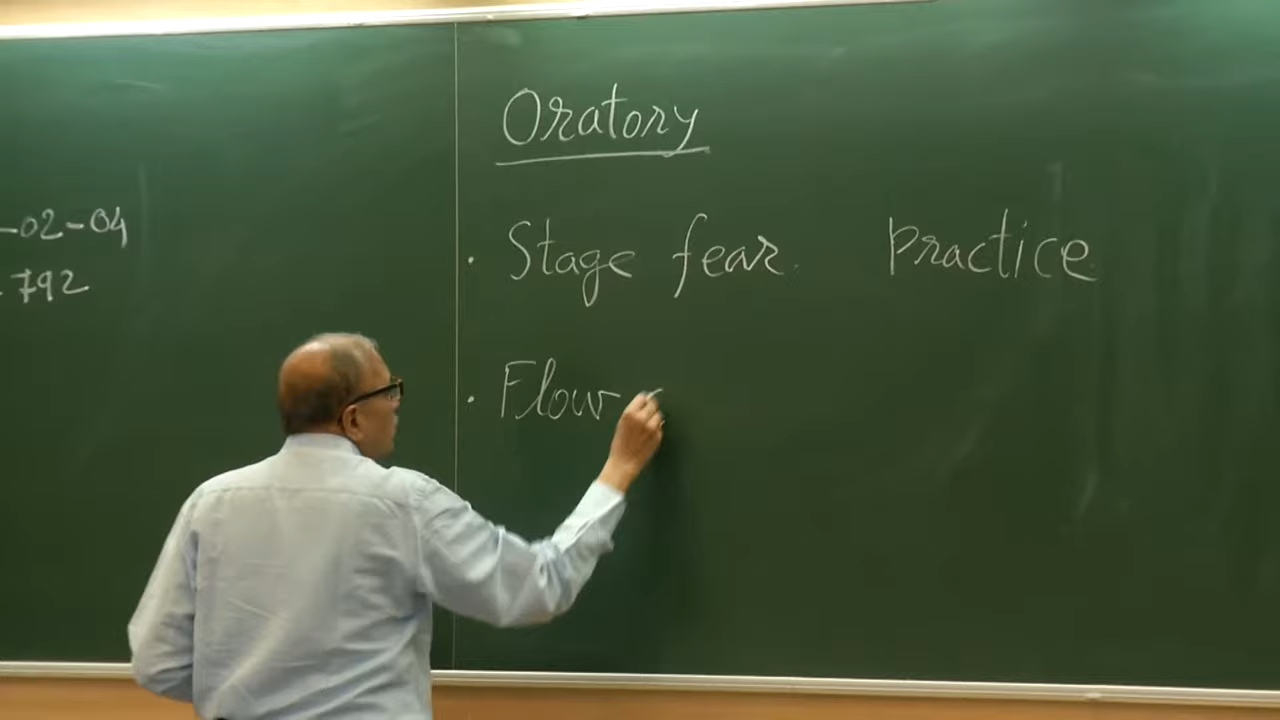 -02-04
792
Oratory
. Stage fear. Practice
. Flow